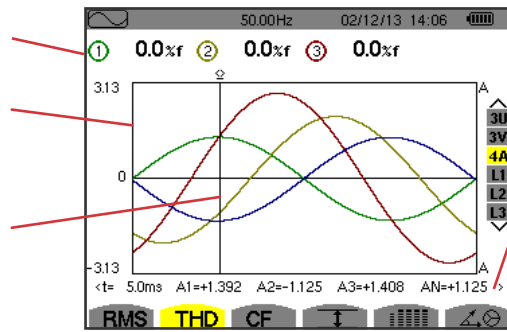 50.00Hz 02/12/13 14:06
1 0.0%f 2 0.0%f 3 0.0%f
3.13 A
3U
3V
4A
L1
L2
L3
0
-3.13 A
<t= 5.0ms A1=+1.392 A2=-1.125 A3=+1.408 AN=+1.125 >
RMS THD CF